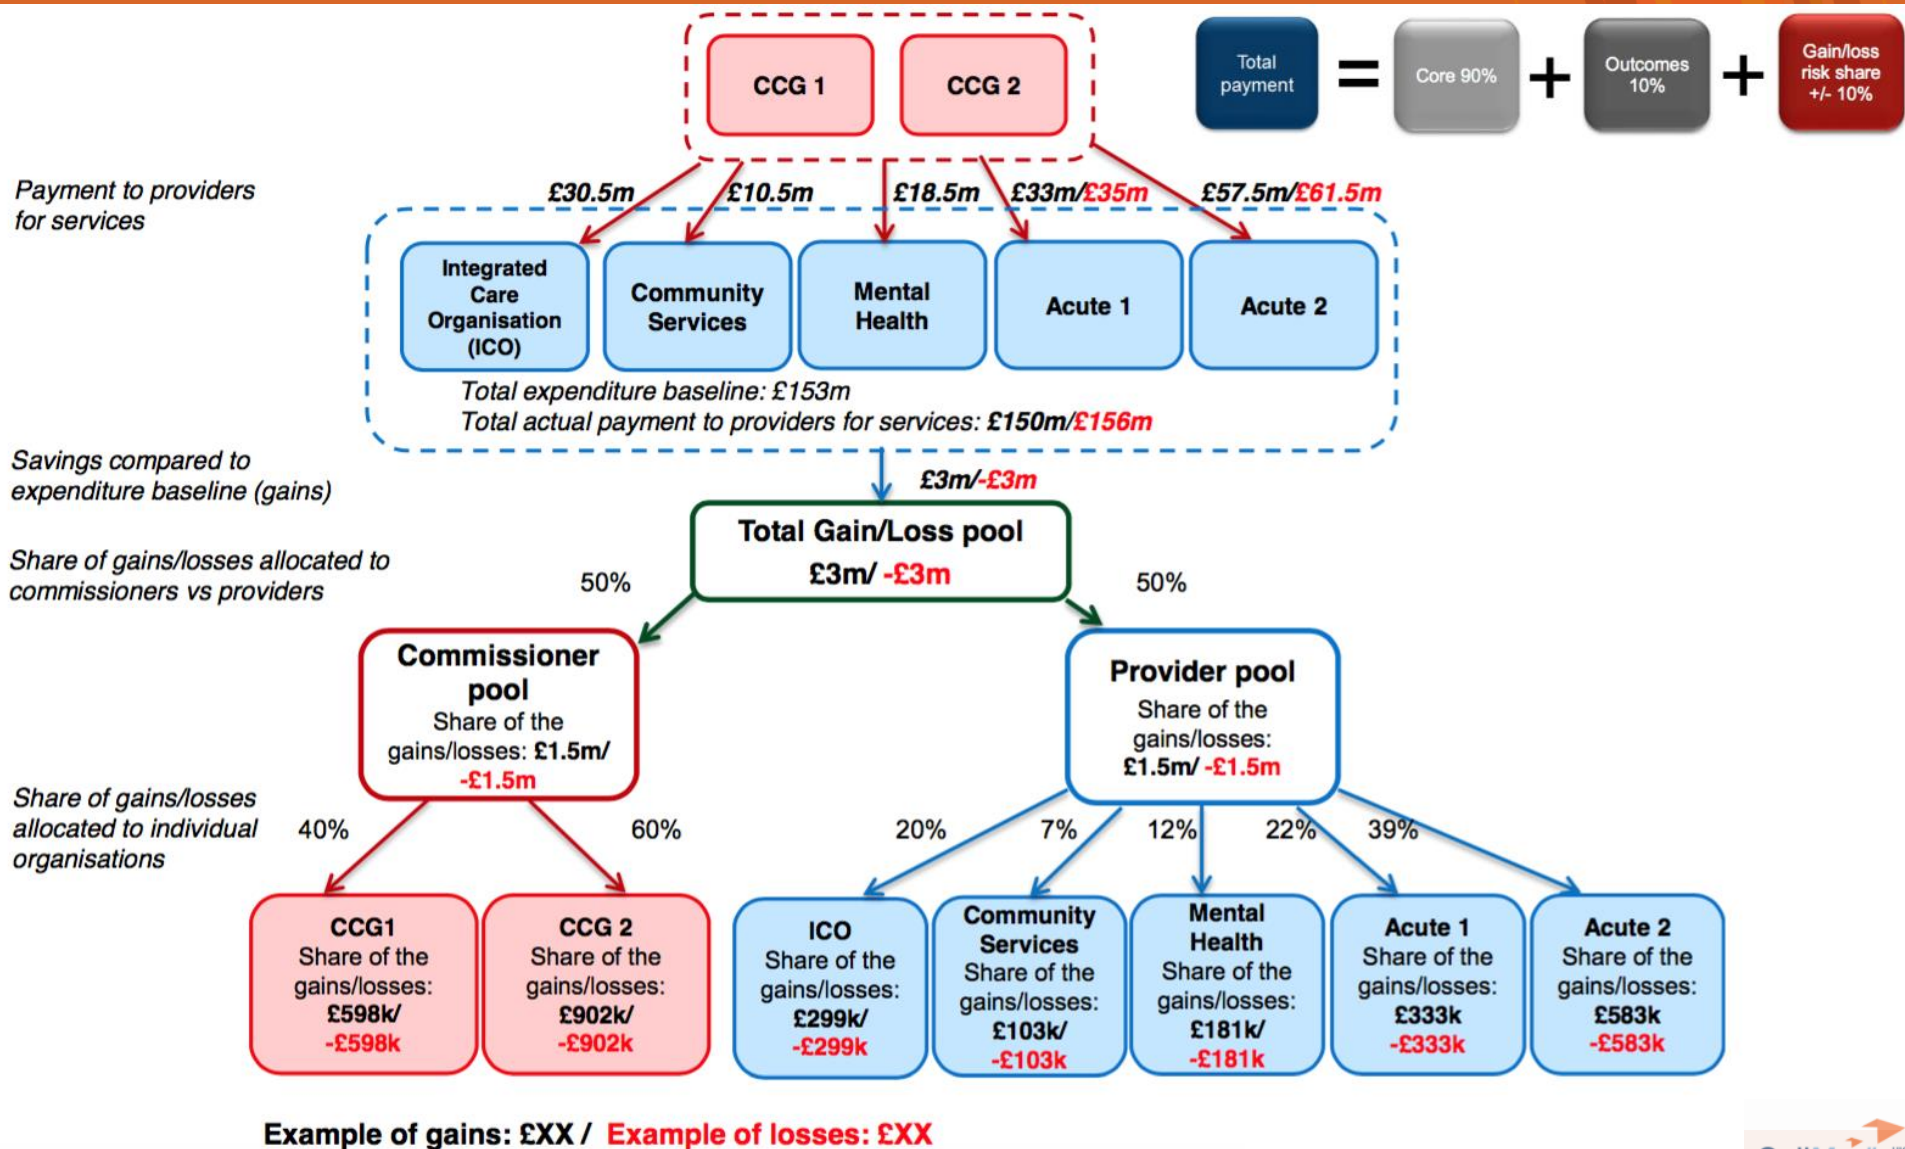 CCG 1
CCG 2
Total
payment
=
Core 90%
+
Outcomes
10%
+
Gain/loss
risk share
+/- 10%
Payment to providers
for services
£30.5m
£10.5m
£18.5m
£33m/£35m
£57.5m/£61.5m
Integrated
Care
Organisation
(ICO)
Community
Services
Mental
Health
Acute 1
Acute 2
Total expenditure baseline: £153m
Total actual payment to providers for services: £150m/£156m
Savings compared to
expenditure baseline (gains)
£3m/-£3m
Total Gain/Loss pool
£3m/ -£3m
Share of gains/losses allocated to
commissioners vs providers
50%
50%
Commissioner
pool
Share of the
gains/losses: £1.5m/
-£1.5m
Provider pool
Share of the
gains/losses:
£1.5m/ -£1.5m
Share of gains/losses
allocated to individual
organisations
40%
60%
20%
7%
12%
22%
39%
CCG1
Share of the
gains/losses:
£598k/
-£598k
CCG 2
Share of the
gains/losses:
£902k/
-£902k
ICO
Share of the
gains/losses:
£299k/
-£299k
Community
Services
Share of the
gains/losses:
£103k/
-£103k
Mental
Health
Share of the
gains/losses:
£181k/
-£181k
Acute 1
Share of the
gains/losses:
£333k
-£333k
Acute 2
Share of the
gains/losses:
£583k
-£583k
Example of gains: £XX / Example of losses: £XX